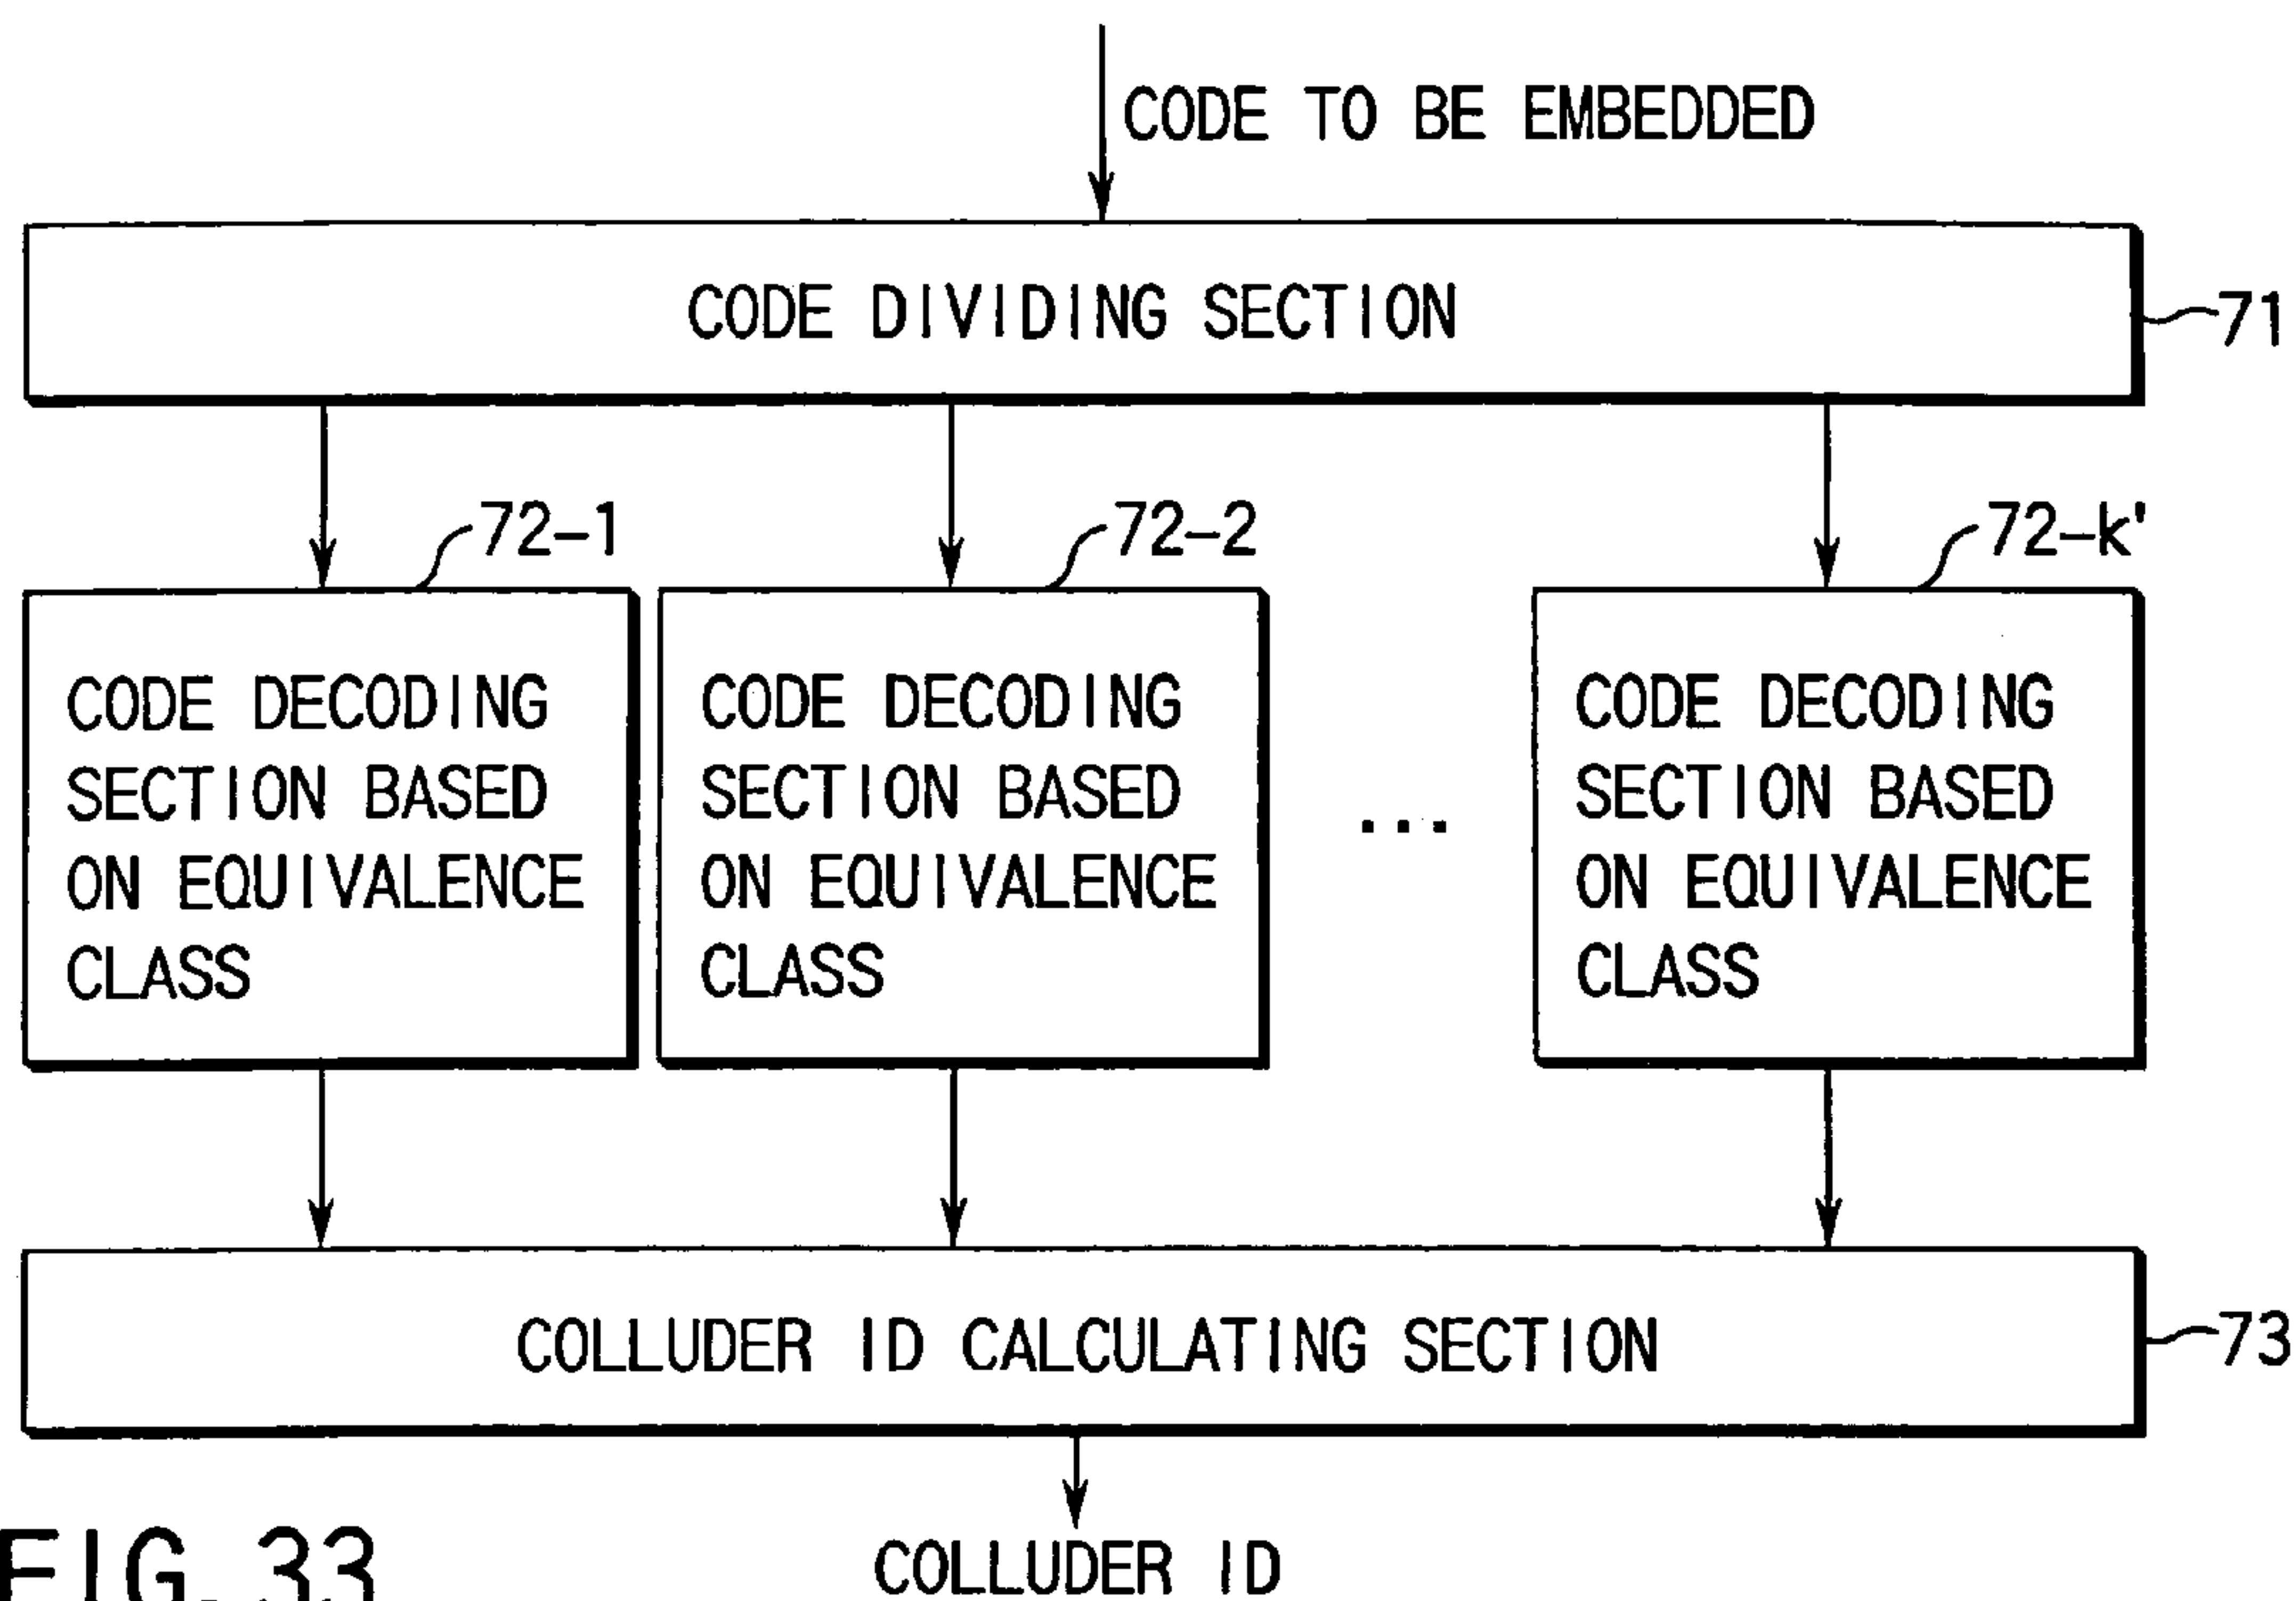 CODE TO BE EMBEDDED
CODE DIVIDING SECTION
71
72-1
72-2
72-k'
CODE DECODING
SECTION BASED
ON EQUIVALENCE
CLASS
CODE DECODING
SECTION BASED
ON EQUIVALENCE
CLASS
...
CODE DECODING
SECTION BASED
ON EQUIVALENCE
CLASS
COLLUDER ID CALCULATING SECTION
73
COLLUDER ID
FIG. 33